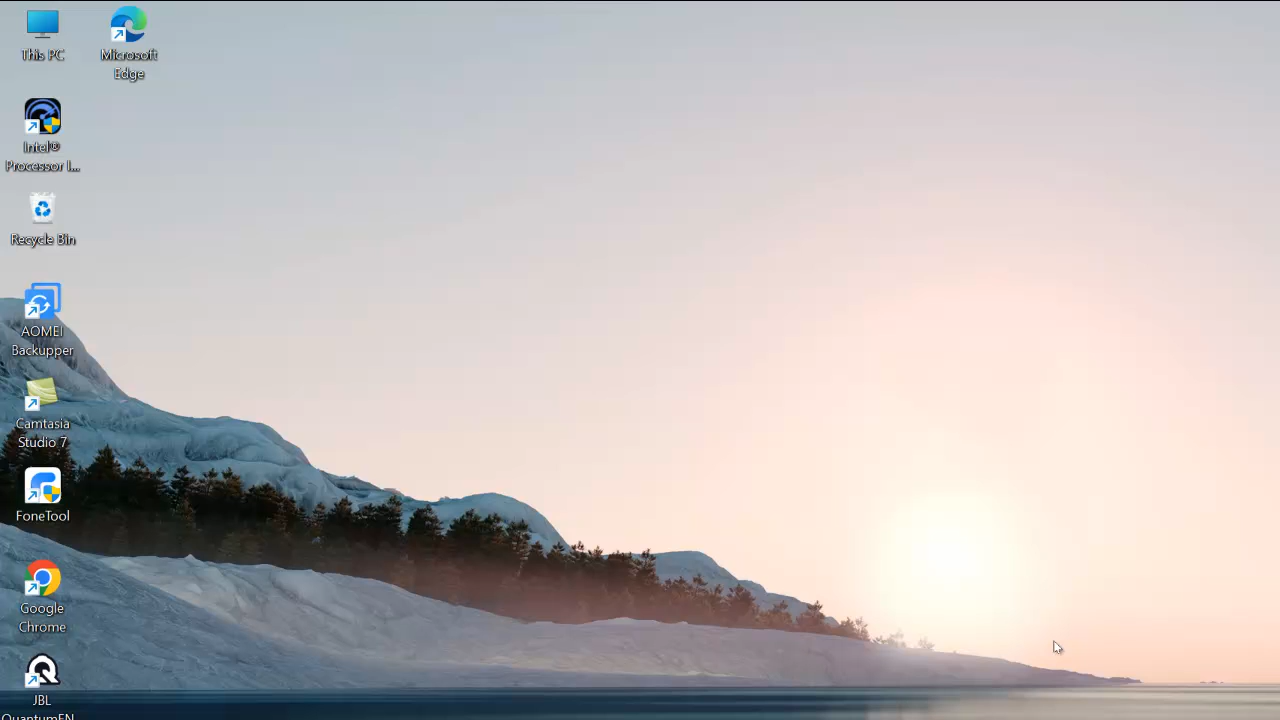 This PC
Microsoft
Edge
Intel®
Processor I...
Recycle Bin
AOMEI
Backupper
Camtasia
Studio 7
FoneTool
Google
Chrome
JBL
QuantumEN...